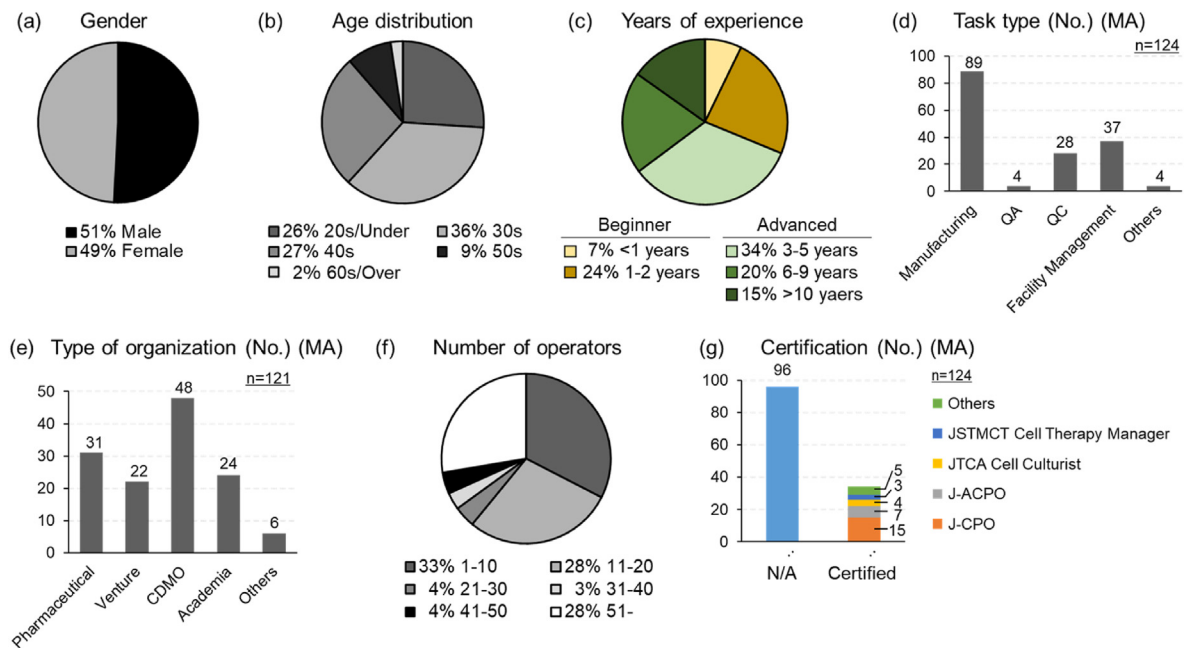 (a) Gender
51% Male
49% Female
(b) Age distribution
26% 20s/Under 36% 30s
27% 40s 9% 50s
2% 60s/Over
(c) Years of experience
Beginner Advanced
7% <1 years 34% 3-5 years
24% 1-2 years 20% 6-9 years
15% >10 yaers
(d) Task type (No.) (MA)
n=124
100
80
60
40
20
0
89
4
28
37
4
Manufacturing
QA
QC
Facility Management
Others
(e) Type of organization (No.) (MA)
n=121
50
40
30
20
10
0
31
22
48
24
6
Pharmaceutical
Venture
CDMO
Academia
Others
(f) Number of operators
33% 1-10 28% 11-20
4% 21-30 3% 31-40
4% 41-50 28% 51-
(g) Certification (No.) (MA)
n=124
100
80
60
40
20
0
96
5
3
4
7
15
N/A Certified
Others
JSTMCT Cell Therapy Manager
JTCA Cell Culturist
J-ACPO
J-CPO